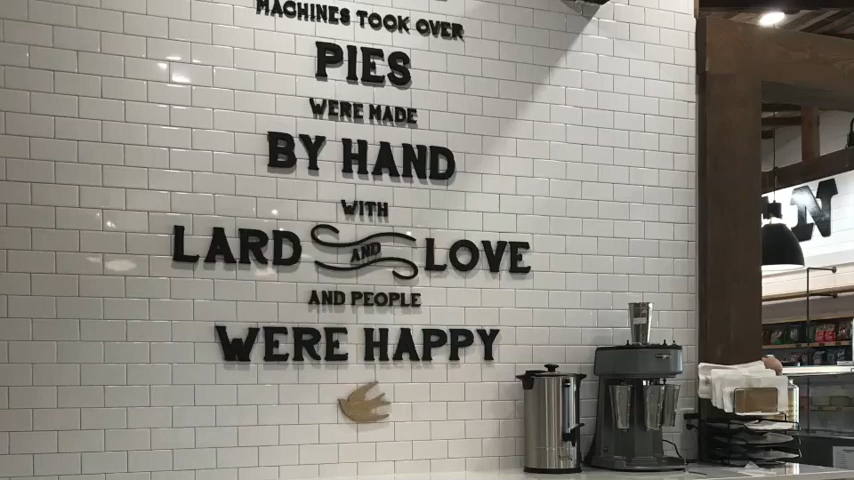 MACHINES TOOK OVER
PIES
WERE MADE
BY HAND
WITH
LARD AND LOVE
AND PEOPLE
WERE HAPPY
N